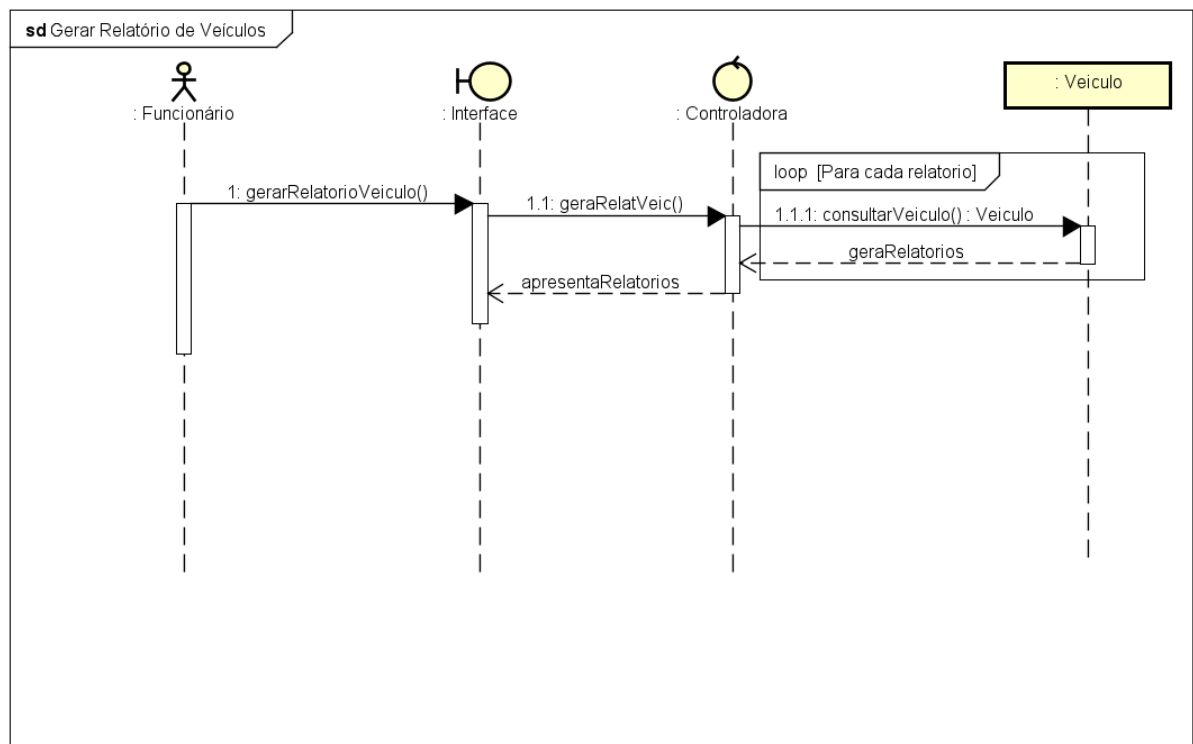 sd Gerar Relatório de Veículos
: Funcionário
: Interface
: Controladora
: Veiculo
loop [Para cada relatorio]
1: gerarRelatorioVeiculo()
1.1: geraRelatVeic()
1.1.1: consultarVeiculo() : Veiculo
geraRelatorios
apresentaRelatorios